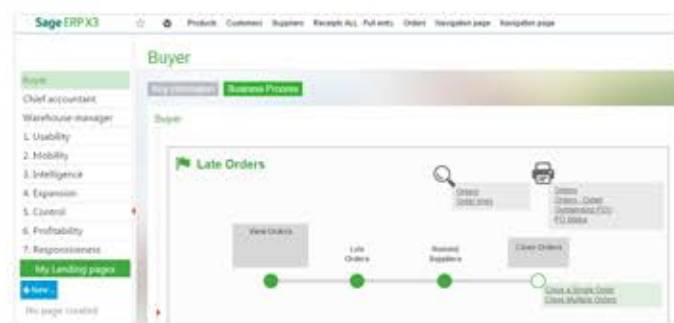 Sage ERP X3
Products Customers Suppliers Receipts ALL Full entry Orders Navigation page Navigation page
Buyer
Buyer
Chief accountant
Warehouse manager
1. Usability
2. Mobility
3. Intelligence
4. Expansion
5. Control
6. Profitability
7. Responsiveness
My Landing pages
New...
No page created
Key information Business Process
Buyer
Late Orders
Orders
Order lines
Orders
Orders - Detail
Outstanding POs
PO Status
View Orders
Late
Orders
Remind
Suppliers
Close Orders
Close a Single Order
Close Multiple Orders